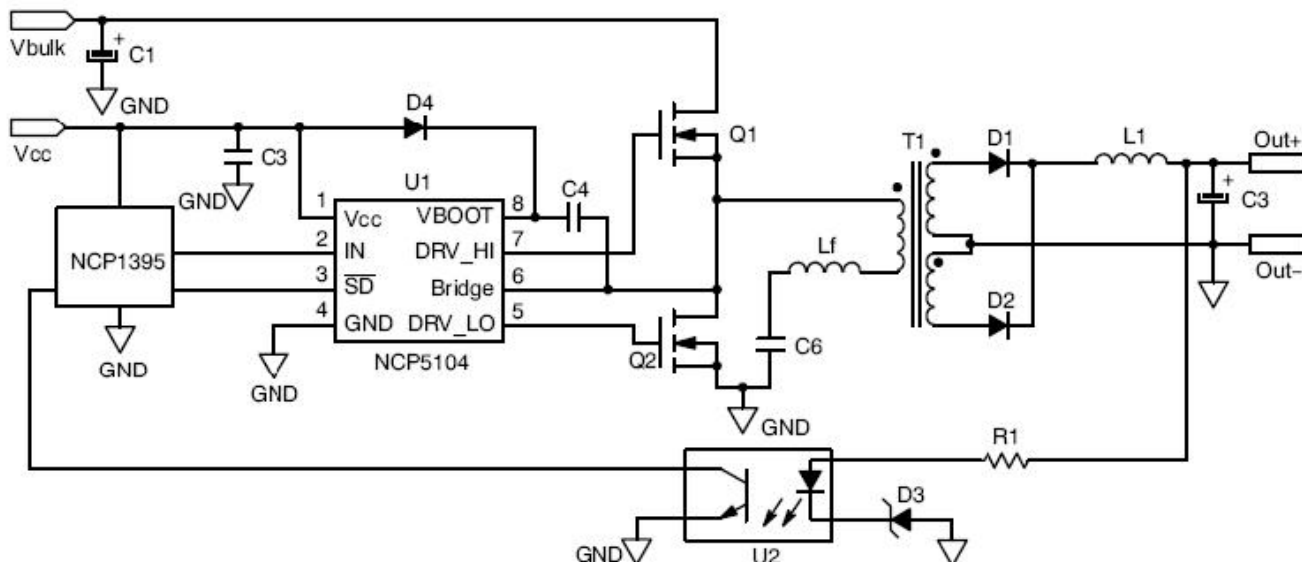 Vbulk
+
C1
GND
Vcc
D4
C3
GND
U1
C4
Q1
T1
D1
L1
Out+
+
C3
Out−
D2
NCP1395
GND
1
2
3
4
Vcc
IN
SD
GND
VBOOT
DRV_HI
Bridge
DRV_LO
8
7
6
5
NCP5104
GND
Lf
Q2
C6
GND
R1
D3
GND
U2